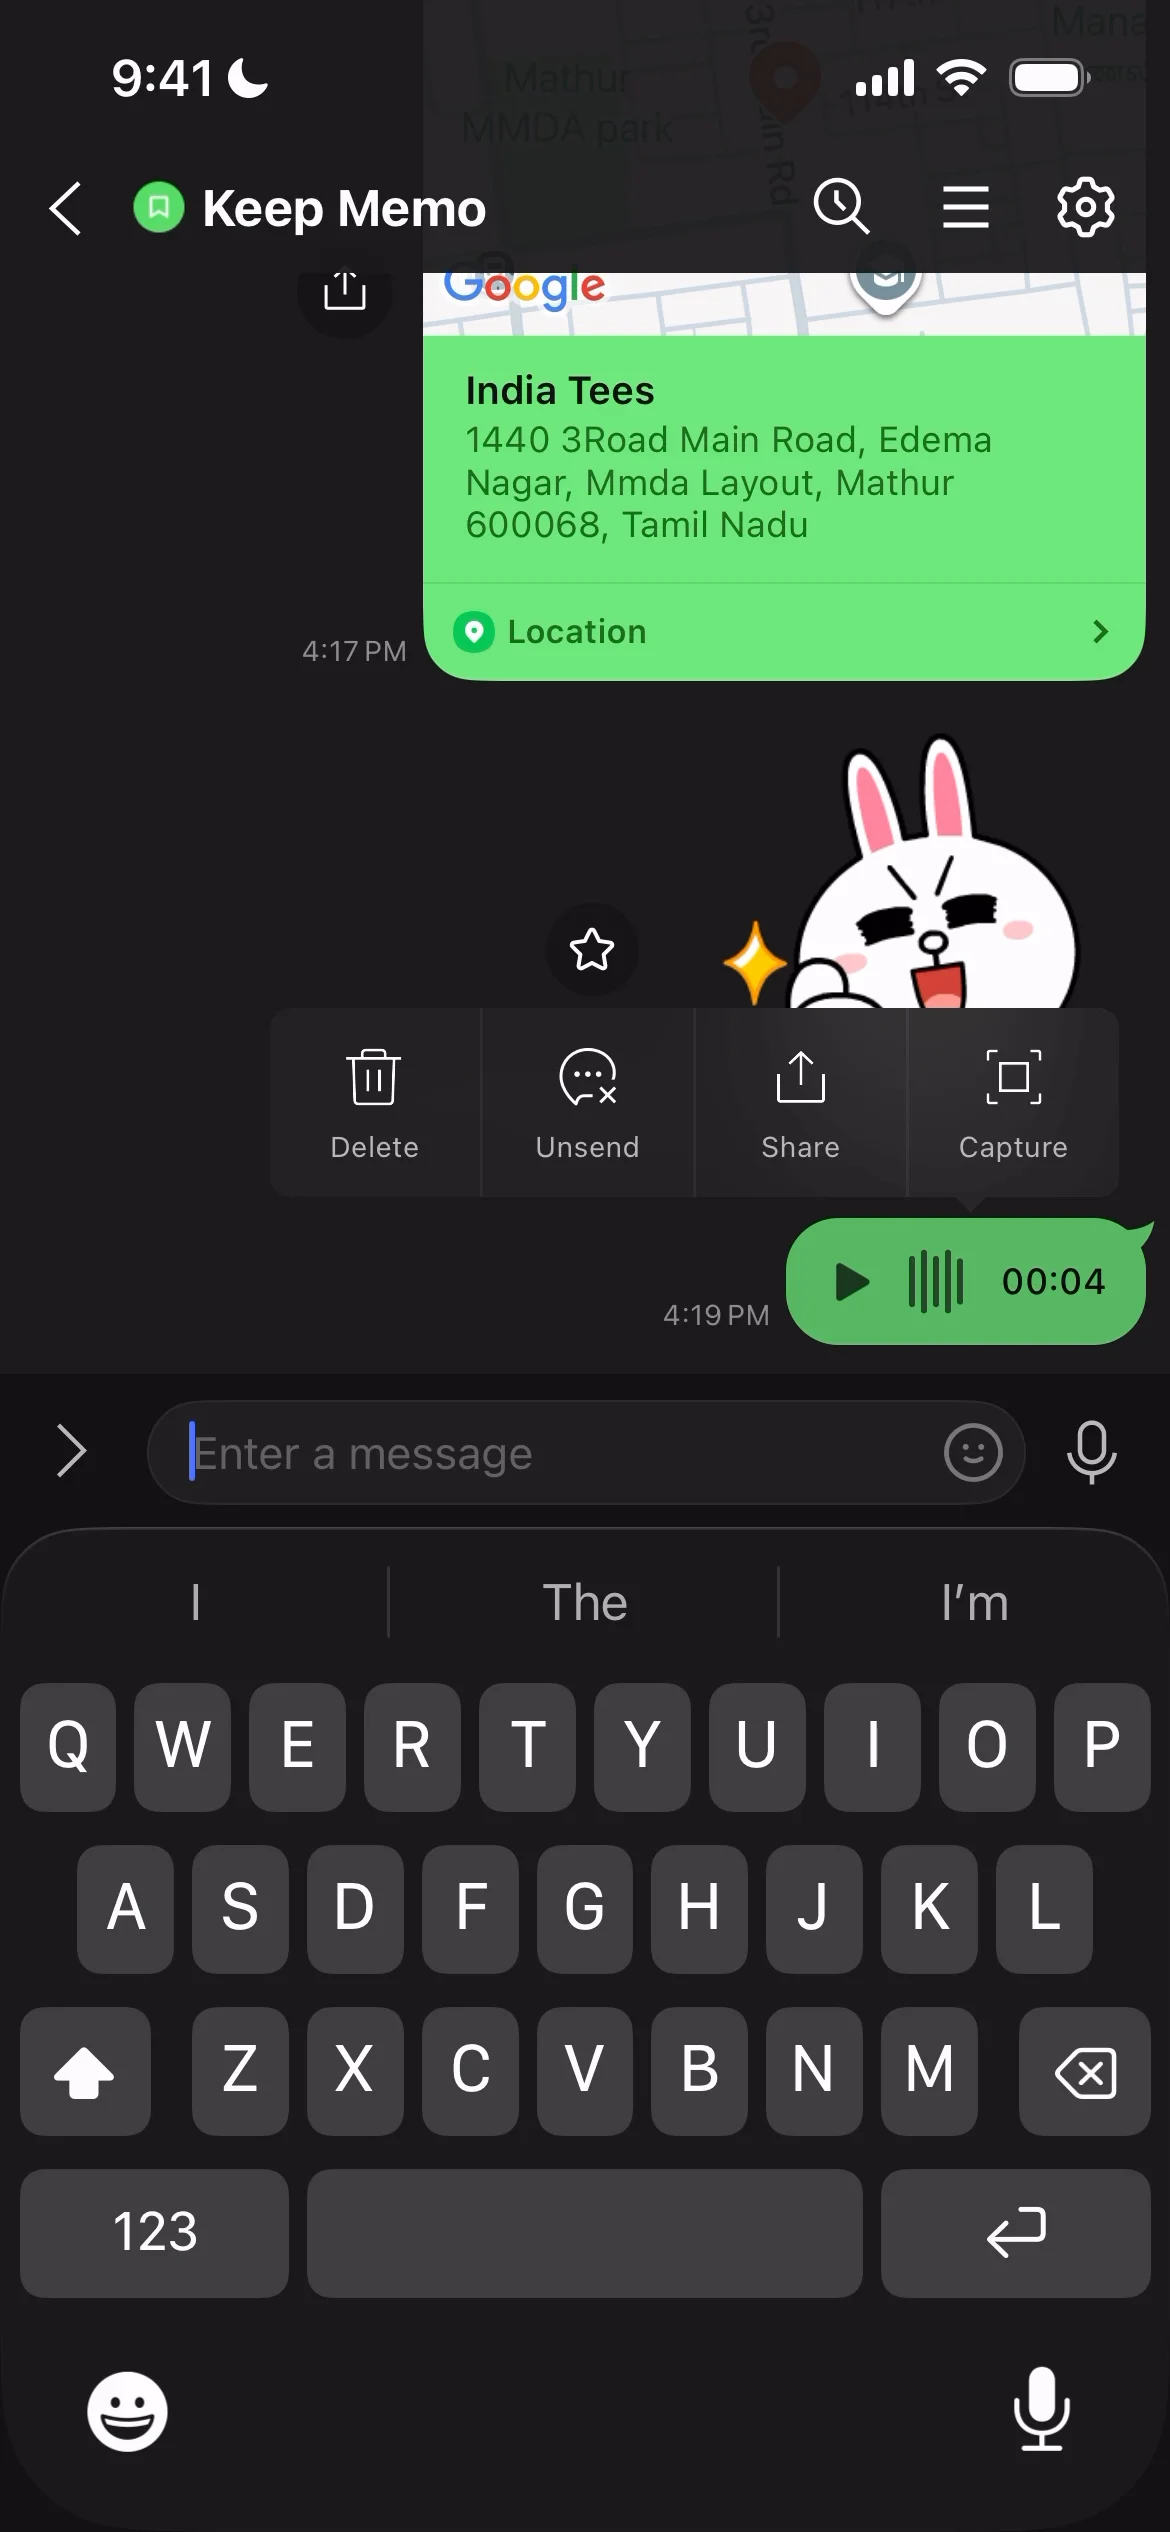 9:41
Mathur
MMDA park
Keep Memo
Google
India Tees
1440 3Road Main Road, Edema
Nagar, Mmda Layout, Mathur
600068, Tamil Nadu
Location
4:17 PM
Delete
Unsend
Share
Capture
00:04
4:19 PM
Enter a message
I
The
I’m
Q W E R T Y U I O P
A S D F G H J K L
Z X C V B N M
123